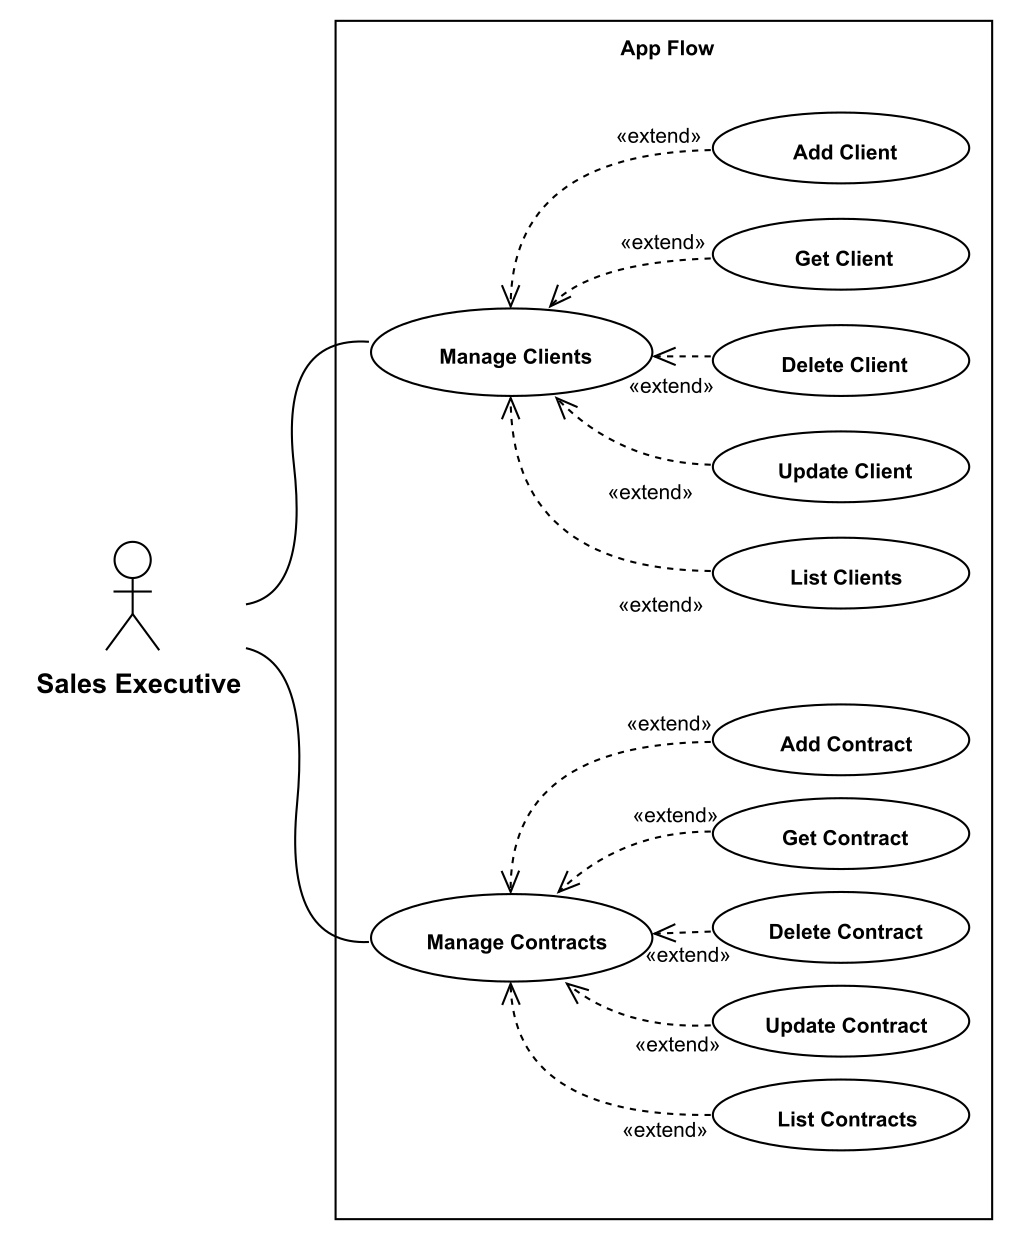 App Flow
«extend»
Add Client
«extend»
Get Client
Manage Clients
Delete Client
«extend»
Update Client
«extend»
List Clients
«extend»
Sales Executive
«extend»
Add Contract
«extend»
Get Contract
Manage Contracts
Delete Contract
«extend»
Update Contract
«extend»
List Contracts
«extend»